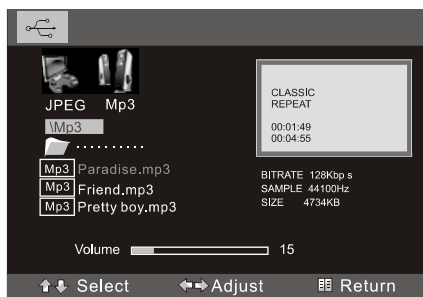 JPEG Mp3
\Mp3
..........
Mp3 Paradise.mp3
Mp3 Friend.mp3
Mp3 Pretty boy.mp3
CLASSIC
REPEAT
00:01:49
00:04:55
BITRATE 128Kbp s
SAMPLE 44100Hz
SIZE 4734KB
Volume 15
Select Adjust Return